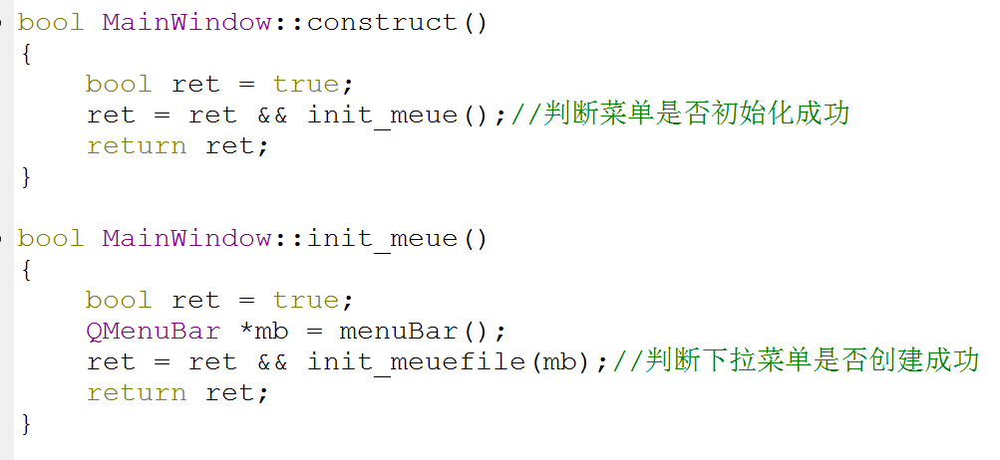 bool MainWindow::construct()
{
    bool ret = true;
    ret = ret && init_meue();//判断菜单是否初始化成功
    return ret;
}
bool MainWindow::init_meue()
{
    bool ret = true;
    QMenuBar *mb = menuBar();
    ret = ret && init_meuefile(mb);//判断下拉菜单是否创建成功
    return ret;
}